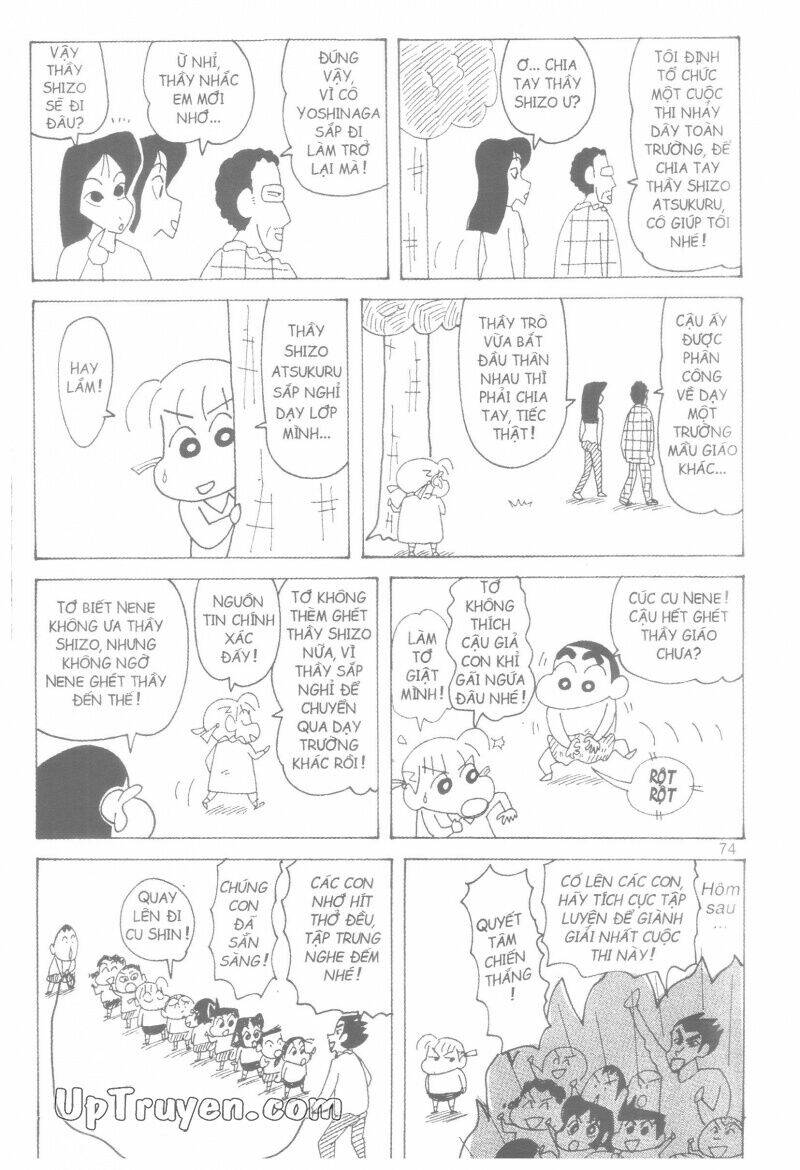 TÔI ĐỊNH
TỔ CHỨC
MỘT CUỘC
THI NHẢY
DÂY TOÀN
TRƯỜNG, ĐỂ
CHIA TAY
THẦY SHIZO
ATSUKURU,
CÔ GIÚP TÔI
NHÉ!
Ơ... CHIA
TAY THẦY
SHIZO Ư?
ĐÚNG
VẬY,
VÌ CÔ
YOSHINAGA
SẮP ĐI
LÀM TRỞ
LẠI MÀ!
Ừ NHỈ,
THẦY NHẮC
EM MỚI
NHỚ...
VẬY
THẦY
SHIZO
SẼ ĐI
ĐÂU?
CẬU ẤY
ĐƯỢC
PHÂN
CÔNG
VỀ DẠY
MỘT
TRƯỜNG
MẪU GIÁO
KHÁC...
THẦY TRÒ
VỪA BẮT
ĐẦU THÂN
NHAU THÌ
PHẢI CHIA
TAY, TIẾC
THẬT!
THẦY
SHIZO
ATSUKURU
SẮP NGHỈ
DẠY LỚP
MÌNH...
HAY
LẮM!
CÚC CU NENE!
CẬU HẾT GHÉT
THẦY GIÁO
CHƯA?
RỘT
RỘT
TỚ
KHÔNG
THÍCH
CẬU GIẢ
CON KHỈ
GÃI NGỨA
ĐÂU NHÉ!
LÀM
TỚ
GIẬT
MÌNH!
TỚ KHÔNG
THÈM GHÉT
THẦY SHIZO
NỮA, VÌ
THẦY SẮP
NGHỈ ĐỂ
CHUYỂN
QUA DẠY
TRƯỜNG
KHÁC RỒI!
NGUỒN
TIN CHÍNH
XÁC
ĐẤY!
TỚ BIẾT NENE
KHÔNG ƯA THẦY
SHIZO, NHƯNG
KHÔNG NGỜ
NENE GHÉT THẦY
ĐẾN THẾ!
74
Hôm
sau
...
CỐ LÊN CÁC CON,
HÃY TÍCH CỰC TẬP
LUYỆN ĐỂ GIÀNH
GIẢI NHẤT CUỘC
THI NÀY!
QUYẾT
TÂM
CHIẾN
THẮNG!
CÁC CON
NHỚ HÍT
THỞ ĐỀU,
TẬP TRUNG
NGHE ĐẾM
NHÉ!
CHÚNG
CON
ĐÃ
SẴN
SÀNG!
QUAY
LÊN ĐI
CU SHIN!
UpTruyen.com